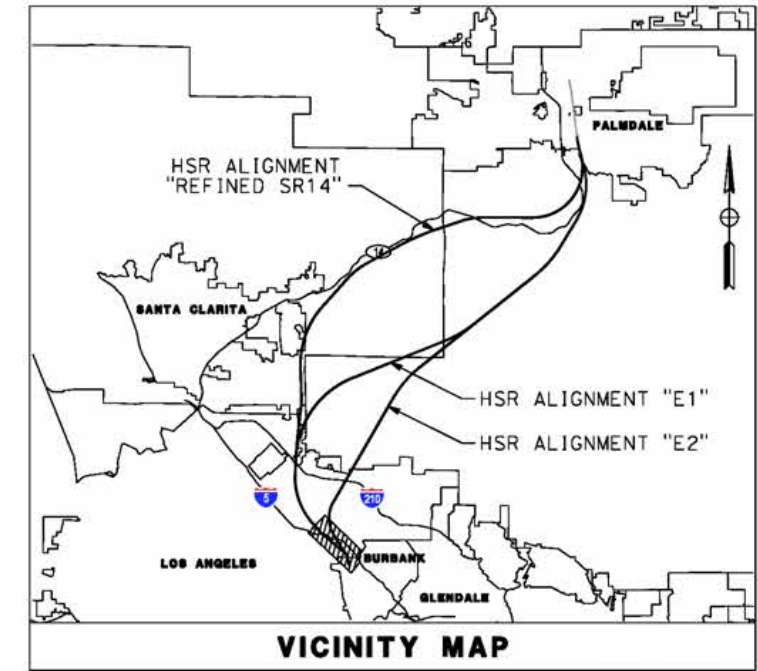 PALMDALE
HSR ALIGNMENT
"REFINED SR14"
14
SANTA CLARITA
HSR ALIGNMENT "E1"
HSR ALIGNMENT "E2"
5
210
LOS ANGELES
BURBANK
GLENDALE
VICINITY MAP